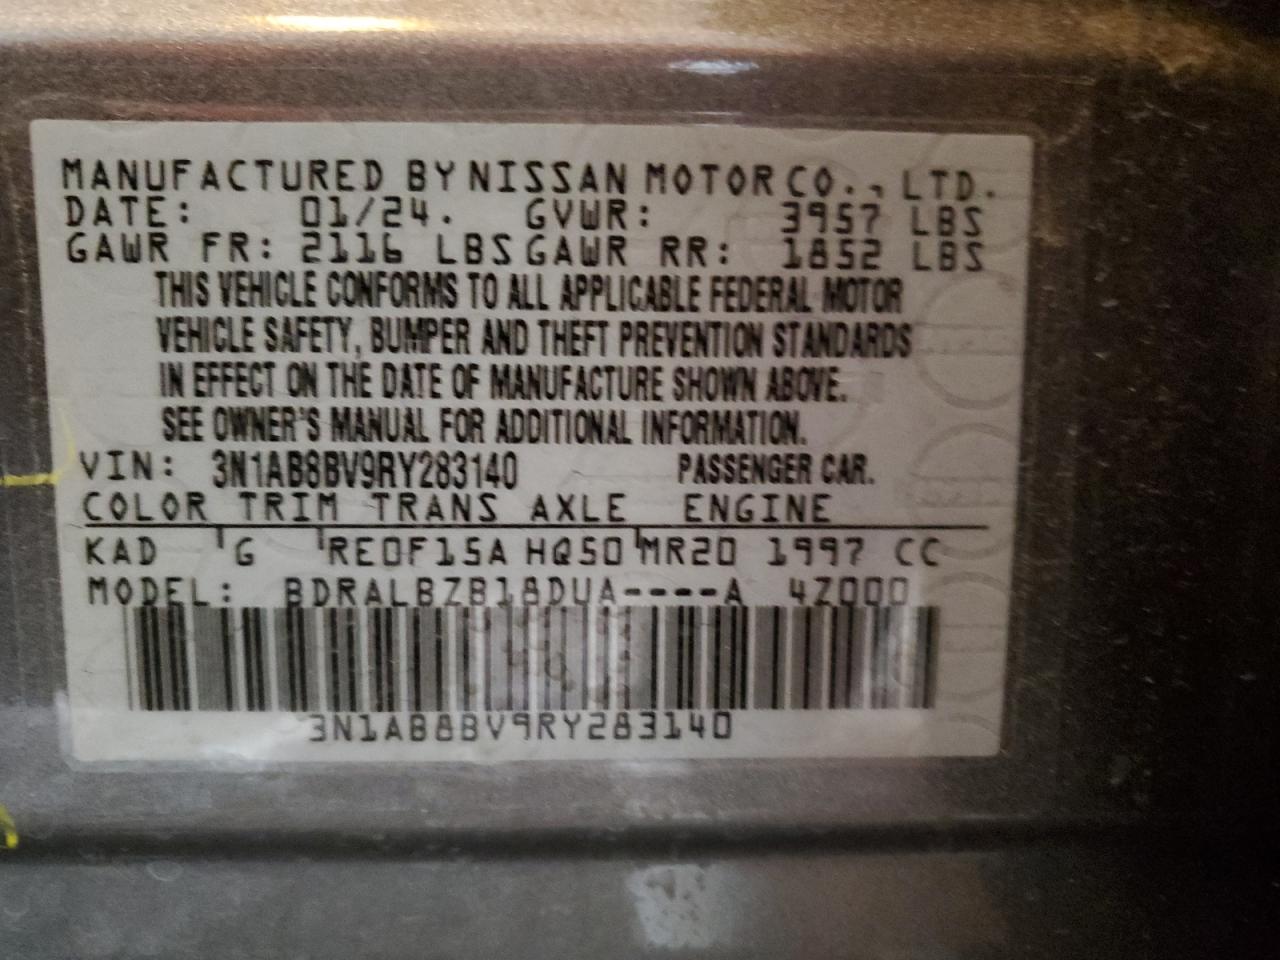 MANUFACTURED BY NISSAN MOTOR CO., LTD.
DATE: 01/24. GVWR: 3957 LBS
GAWR FR: 2116 LBS GAWR RR: 1852 LBS
THIS VEHICLE CONFORMS TO ALL APPLICABLE FEDERAL MOTOR
VEHICLE SAFETY, BUMPER AND THEFT PREVENTION STANDARDS
IN EFFECT ON THE DATE OF MANUFACTURE SHOWN ABOVE.
SEE OWNER'S MANUAL FOR ADDITIONAL INFORMATION.
VIN: 3N1AB8BV9RY283140 PASSENGER CAR.
COLOR TRIM TRANS AXLE ENGINE
KAD G RE0F15A HQ50 MR20 1997 CC
MODEL: BDRALBZB18DUA----A 4Z000
3N1AB8BV9RY283140